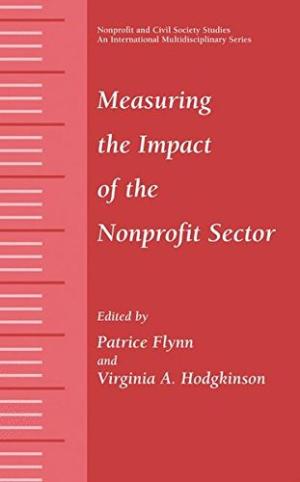 Nonprofit and Civil Society Studies
An International Multidisciplinary Series
Measuring
the Impact
of the
Nonprofit Sector
Edited by
Patrice Flynn
and
Virginia A. Hodgkinson